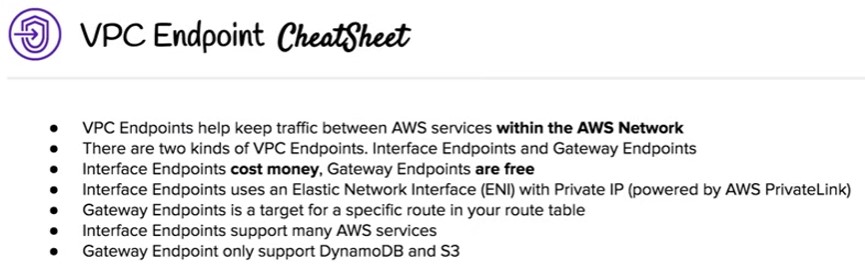 VPC Endpoint CheatSheet
● VPC Endpoints help keep traffic between AWS services within the AWS Network
● There are two kinds of VPC Endpoints. Interface Endpoints and Gateway Endpoints
● Interface Endpoints cost money, Gateway Endpoints are free
● Interface Endpoints uses an Elastic Network Interface (ENI) with Private IP (powered by AWS PrivateLink)
● Gateway Endpoints is a target for a specific route in your route table
● Interface Endpoints support many AWS services
● Gateway Endpoint only support DynamoDB and S3